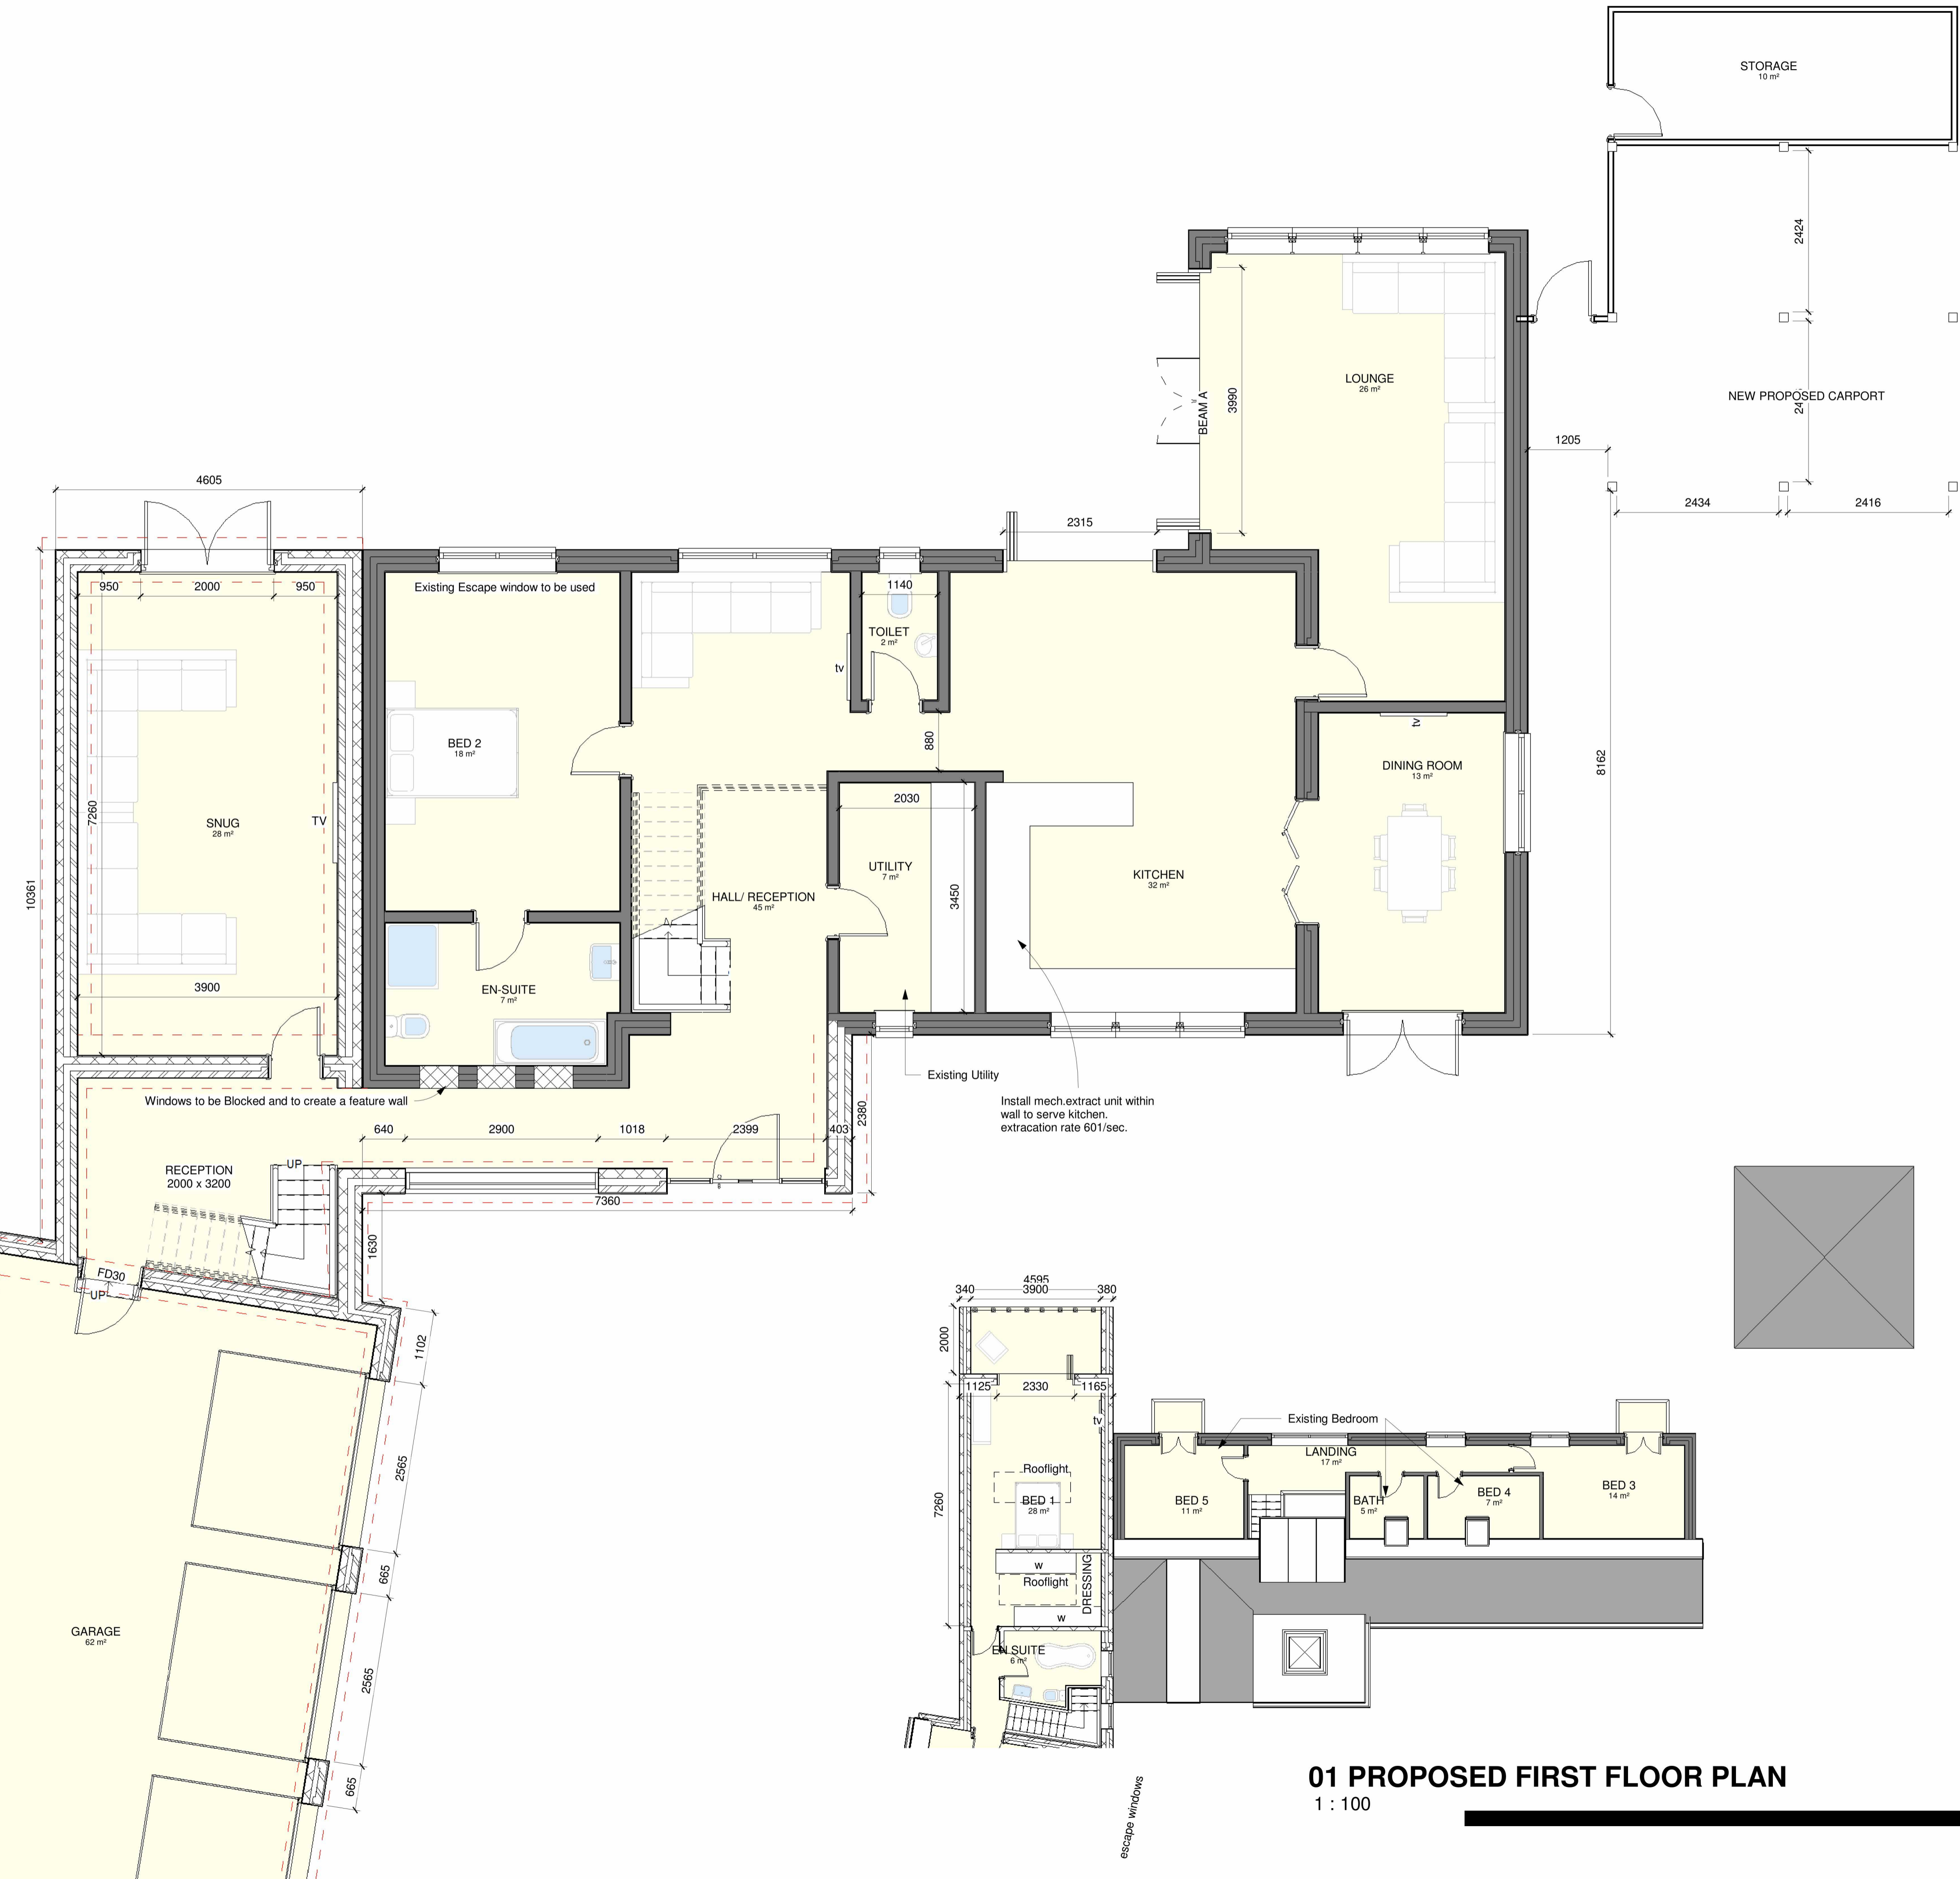 STORAGE
10 m²
2424
NEW PROPOSED CARPORT
1205
2434
2416
8162
LOUNGE
26 m²
BEAM A
3990
2315
4605
950
2000
950
10361
7260
SNUG
28 m²
TV
3900
Existing Escape window to be used
BED 2
18 m²
EN-SUITE
7 m²
1140
TOILET
2 m²
tv
880
2030
UTILITY
7 m²
3450
HALL/ RECEPTION
45 m²
KITCHEN
32 m²
tv
DINING ROOM
13 m²
Existing Utility
Install mech.extract unit within
wall to serve kitchen.
extracation rate 601/sec.
Windows to be Blocked and to create a feature wall
640
2900
1018
2399
403
2380
7360
1630
RECEPTION
2000 x 3200
UP
FD30
UP
1102
2565
665
2565
665
GARAGE
62 m²
4595
340
3900
380
2000
1125
2330
1165
tv
7260
Rooflight
BED 1
28 m²
w
Rooflight
DRESSING
w
EN SUITE
6 m²
Existing Bedroom
LANDING
17 m²
BED 5
11 m²
BATH
5 m²
BED 4
7 m²
BED 3
14 m²
escape windows
01 PROPOSED FIRST FLOOR PLAN
1 : 100